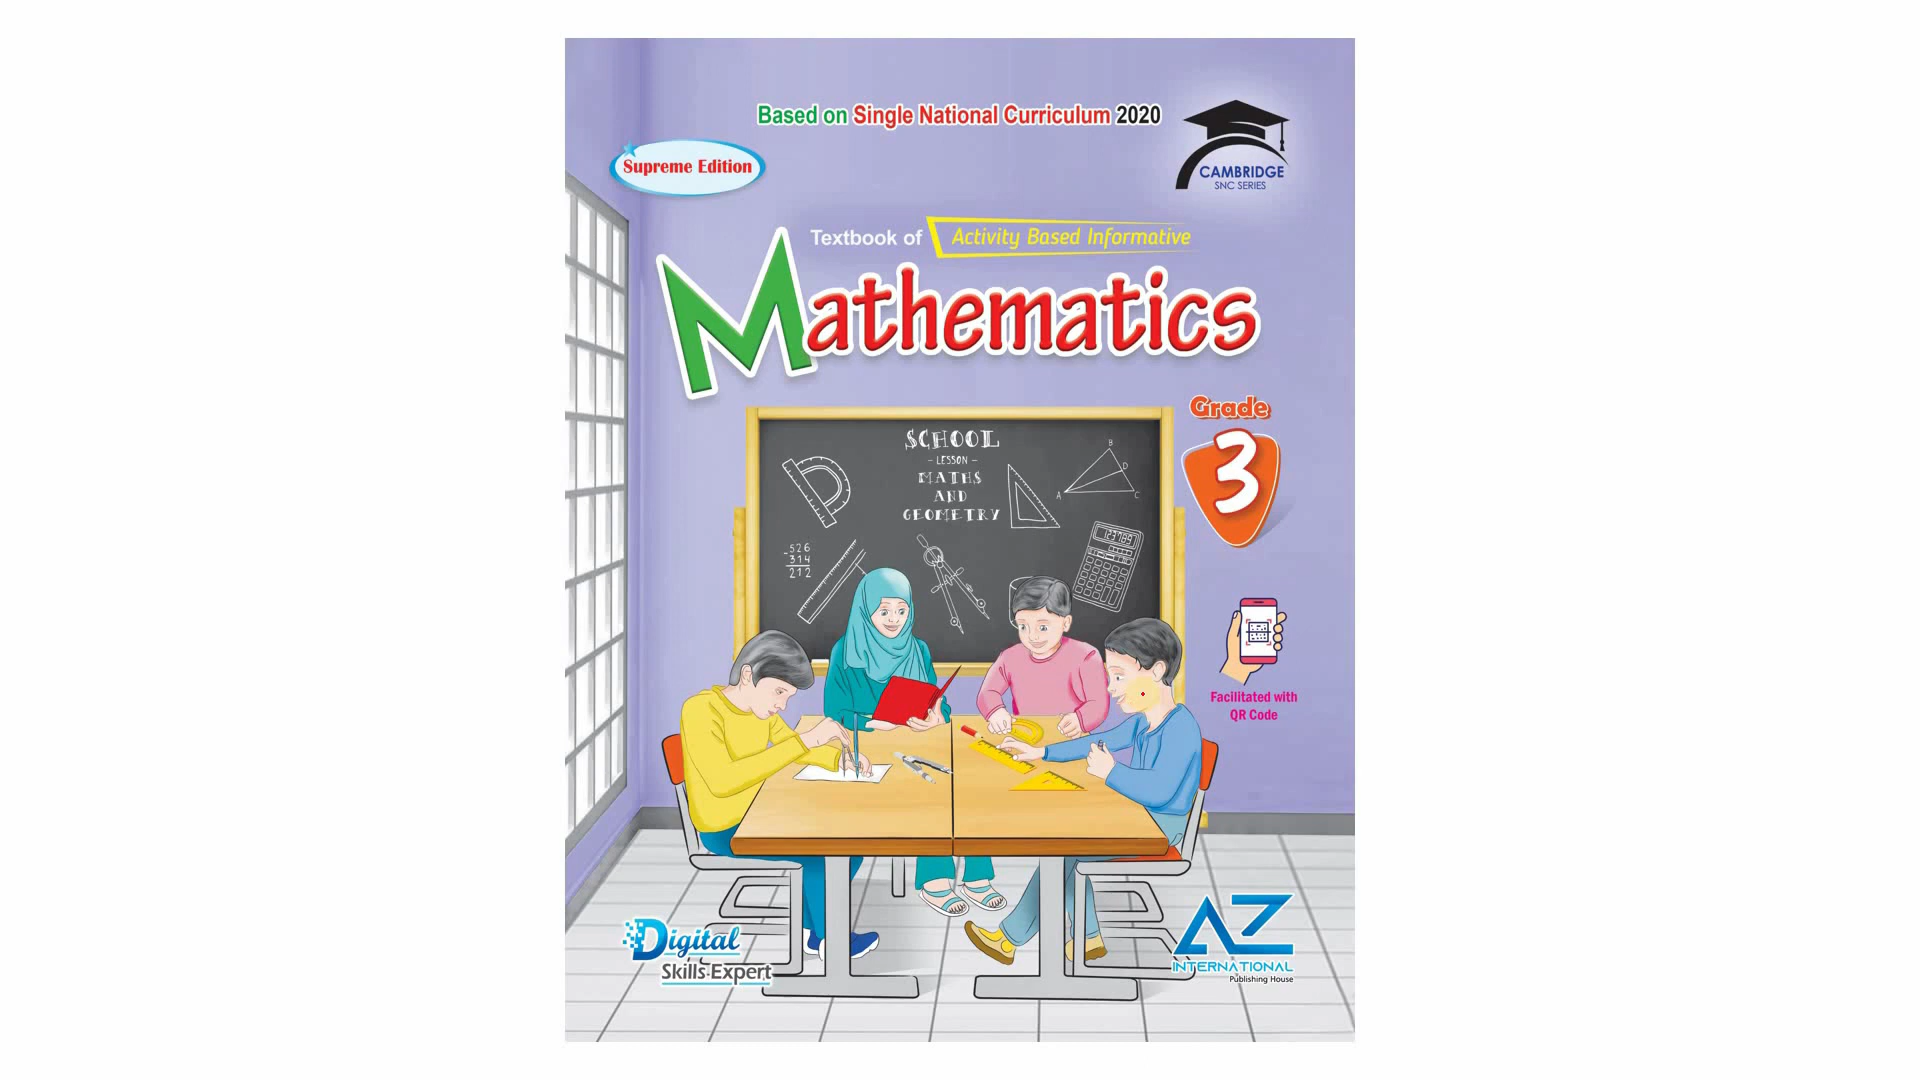 Based on Single National Curriculum 2020
Supreme Edition
CAMBRIDGE
SNC SERIES
Textbook of Activity Based Informative
Mathematics
Grade
3
SCHOOL
- LESSON -
MATHS
AND
GEOMETRY
B
D
A
C
123789
-526
314
212
Facilitated with
QR Code
Digital
Skills Expert
AZ
INTERNATIONAL
Publishing House